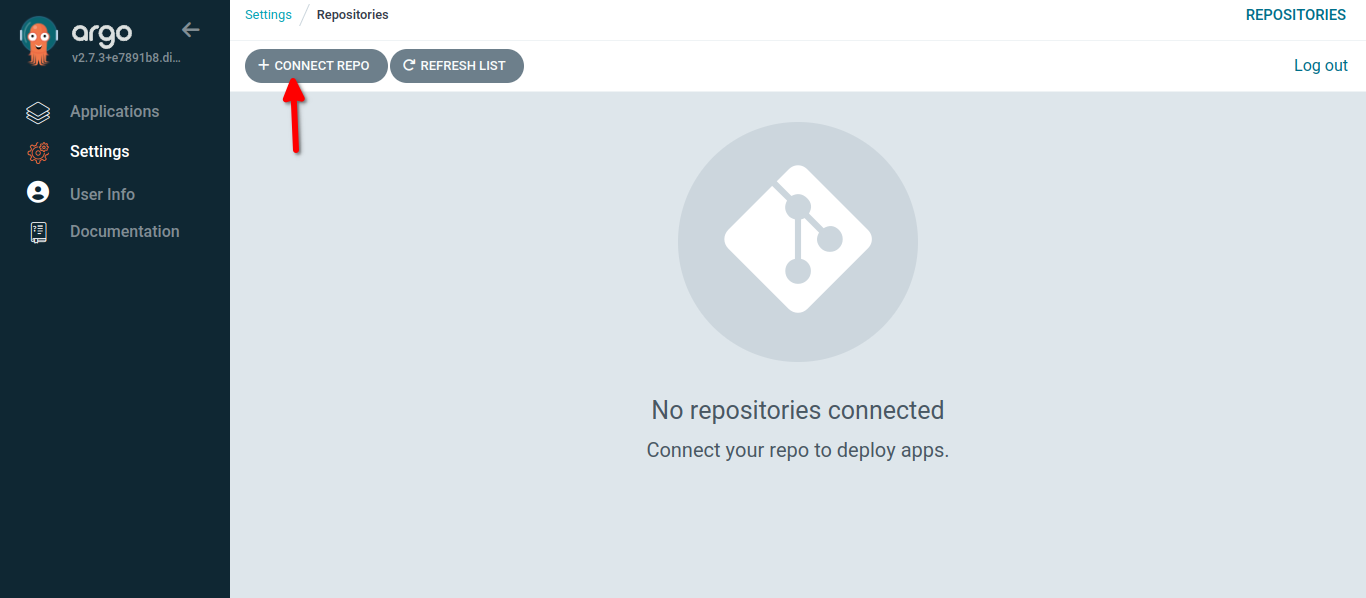 argo
v2.7.3+e7891b8.di...
Applications
Settings
User Info
Documentation
Settings / Repositories
REPOSITORIES
+ CONNECT REPO
REFRESH LIST
Log out
No repositories connected
Connect your repo to deploy apps.